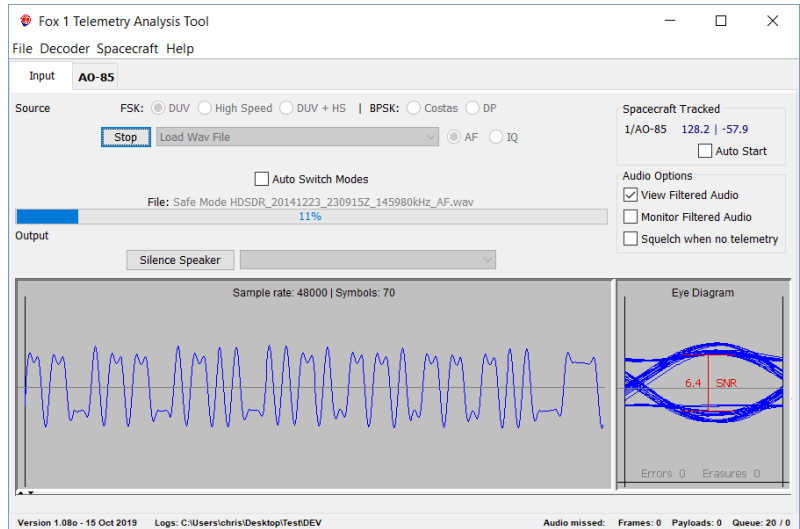 Fox 1 Telemetry Analysis Tool
File Decoder Spacecraft Help
Input AO-85
Source FSK: DUV High Speed DUV + HS | BPSK: Costas DP
Stop Load Wav File AF IQ
Auto Switch Modes
File: Safe Mode HDSDR_20141223_230915Z_145980kHz_AF.wav
11%
Output
Silence Speaker
Spacecraft Tracked
1/AO-85 128.2 | -57.9
Auto Start
Audio Options
View Filtered Audio
Monitor Filtered Audio
Squelch when no telemetry
Sample rate: 48000 | Symbols: 70
Eye Diagram
6.4 SNR
Errors 0 Erasures 0
Version 1.08o - 15 Oct 2019 Logs: C:\Users\chris\Desktop\Test\DEV Audio missed: Frames: 0 Payloads: 0 Queue: 20 / 0